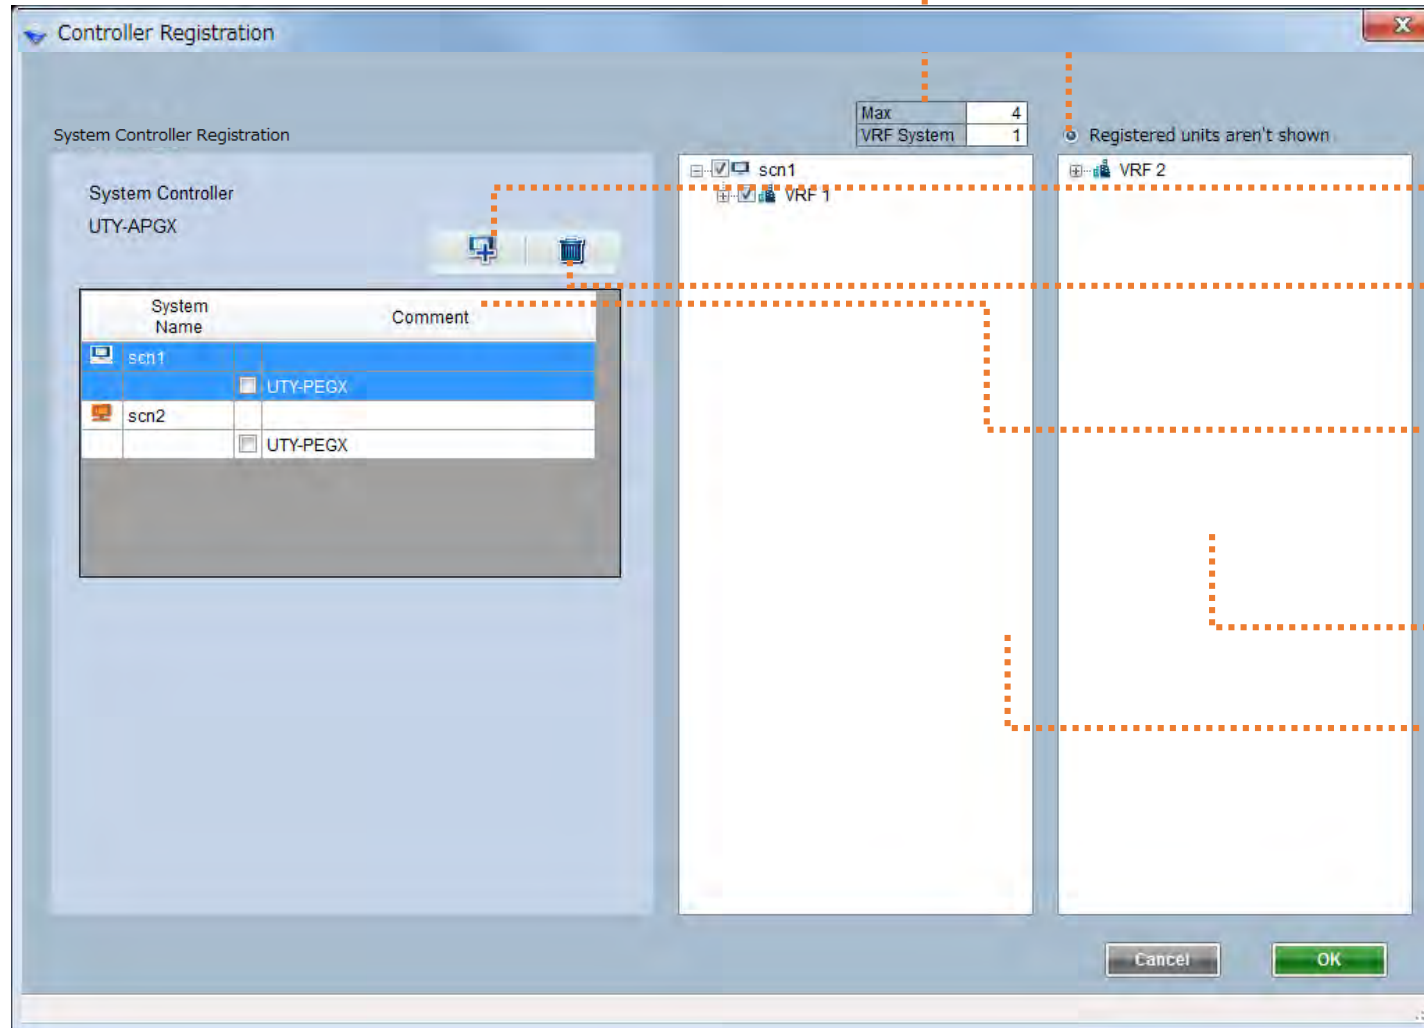 Controller Registration
Max 4
System Controller Registration
VRF System 1
Registered units aren't shown
System Controller
UTY-APGX
System Name
Comment
scn1
UTY-PEGX
scn2
UTY-PEGX
scn1
VRF 1
VRF 2
Cancel
OK